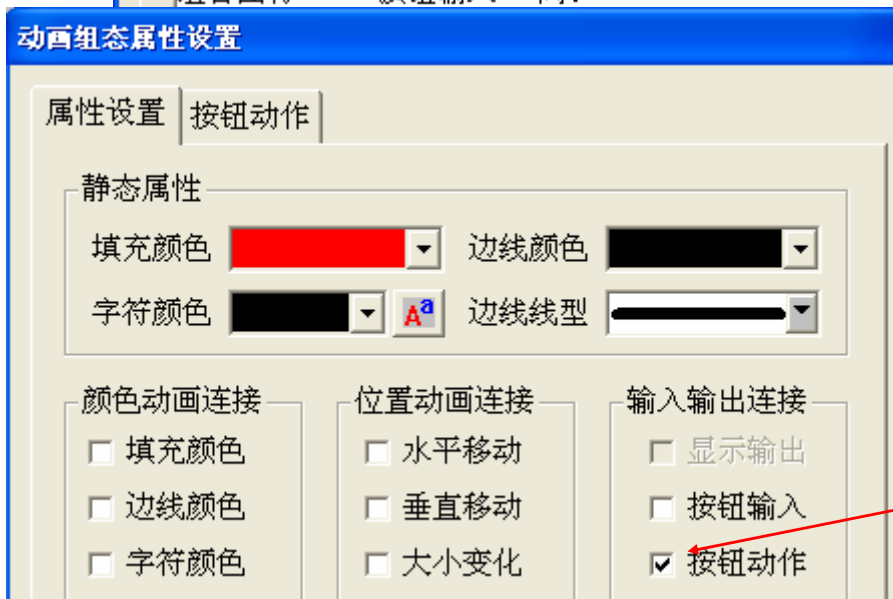 动画组态属性设置
属性设置 按钮动作
静态属性
填充颜色 边线颜色
字符颜色 Aa 边线线型
颜色动画连接 位置动画连接 输入输出连接
填充颜色 水平移动 显示输出
边线颜色 垂直移动 按钮输入
字符颜色 大小变化 按钮动作